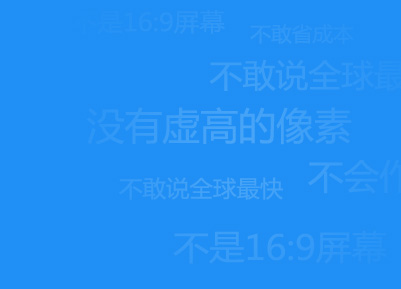 不是16:9屏幕
不敢省成本
不敢说全球最
没有虚高的像素
不会
不敢说全球最快
不是16:9屏幕